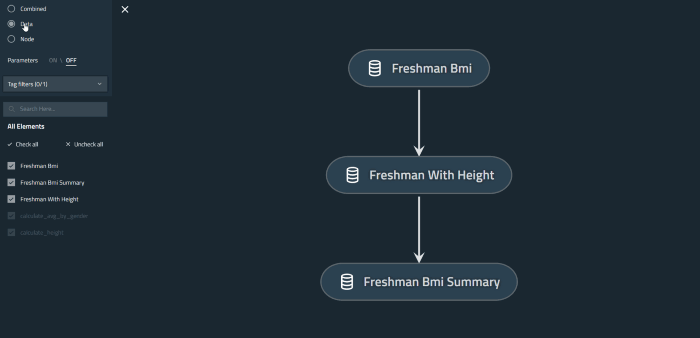 Combined
Data
Node
Parameters ON \ OFF
Tag filters (0/1)
Search Here...
All Elements
Check all Uncheck all
Freshman Bmi
Freshman Bmi Summary
Freshman With Height
calculate_avg_by_gender
calculate_height
Freshman Bmi
Freshman With Height
Freshman Bmi Summary